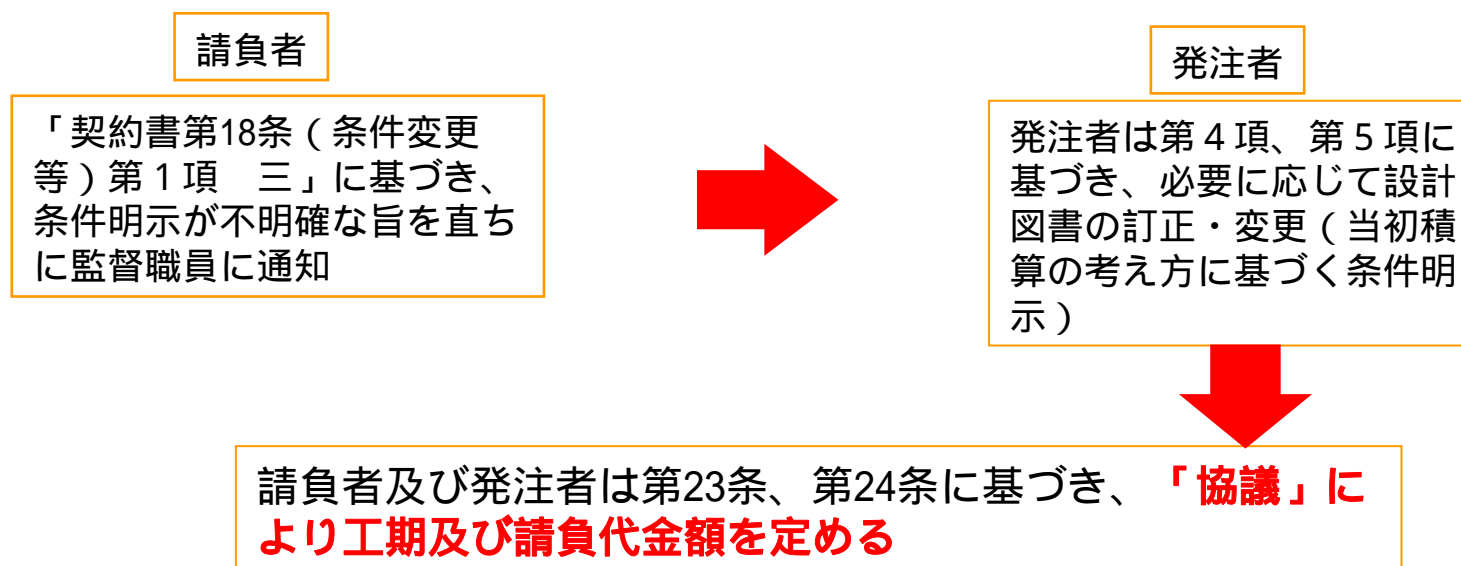 請負者
「契約書第18条（条件変更
等）第１項　三」に基づき、
条件明示が不明確な旨を直ち
に監督職員に通知
発注者
発注者は第４項、第５項に
基づき、必要に応じて設計
図書の訂正・変更（当初積
算の考え方に基づく条件明
示）
請負者及び発注者は第23条、第24条に基づき、「協議」に
より工期及び請負代金額を定める